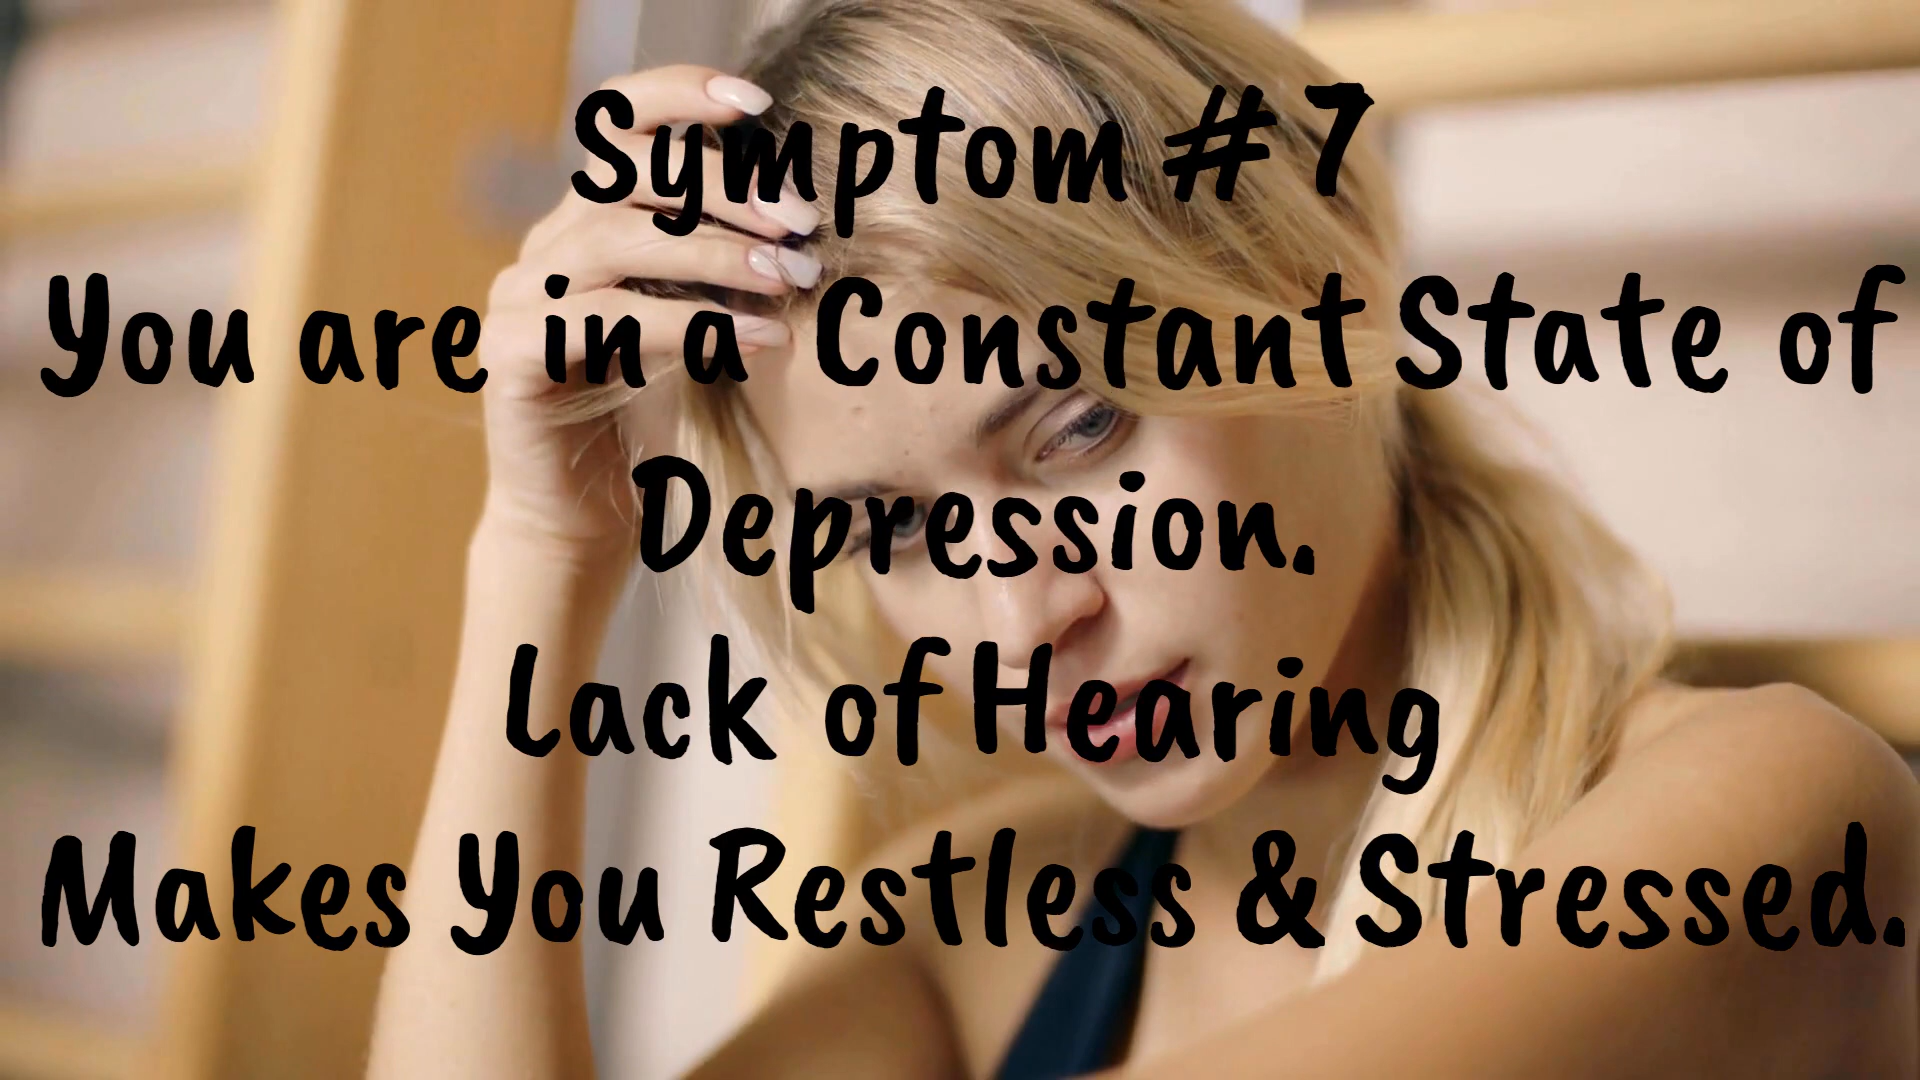 Symptom #7
You are in a Constant State of
Depression.
Lack of Hearing
Makes You Restless & Stressed.